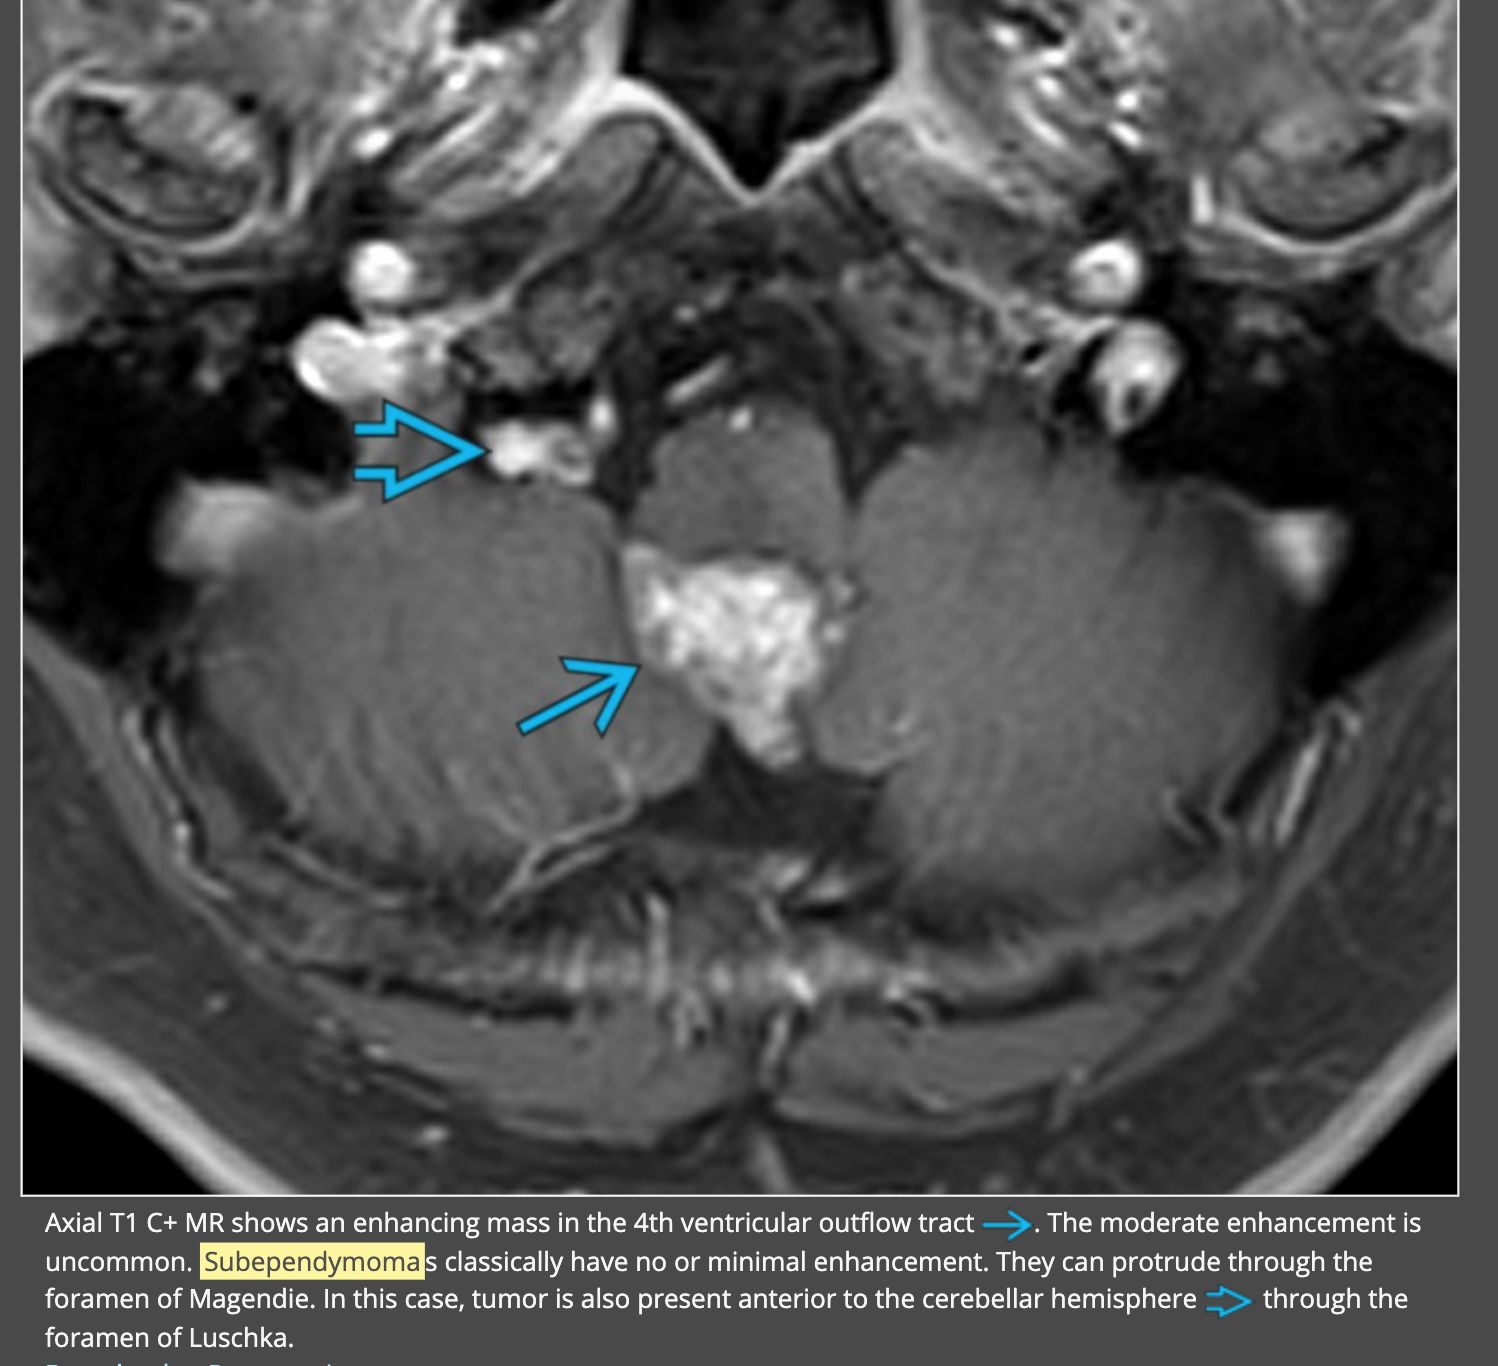 Axial T1 C+ MR shows an enhancing mass in the 4th ventricular outflow tract. The moderate enhancement is
uncommon. Subependymomas classically have no or minimal enhancement. They can protrude through the
foramen of Magendie. In this case, tumor is also present anterior to the cerebellar hemisphere through the
foramen of Luschka.